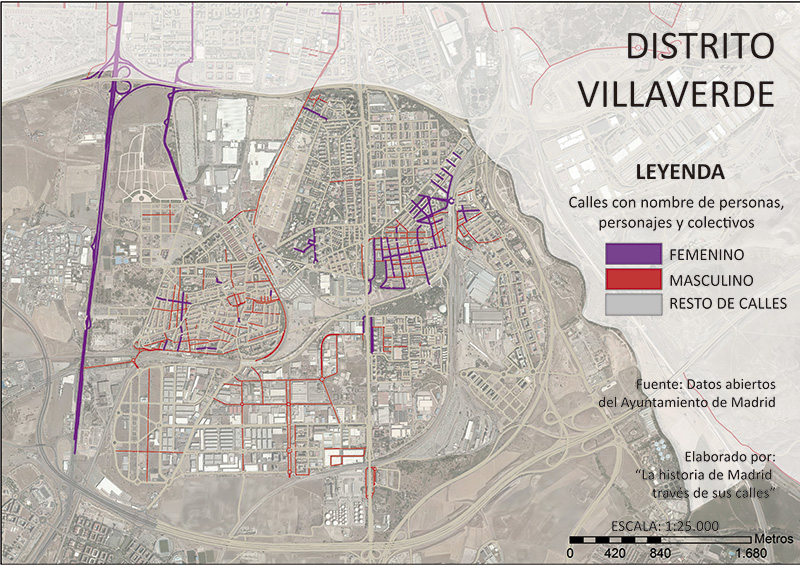 DISTRITO
VILLAVERDE
LEYENDA
Calles con nombre de personas,
personajes y colectivos
FEMENINO
MASCULINO
RESTO DE CALLES
Fuente: Datos abiertos
del Ayuntamiento de Madrid
Elaborado por:
“La historia de Madrid
través de sus calles”
ESCALA: 1:25.000
Metros
0 420 840 1.680